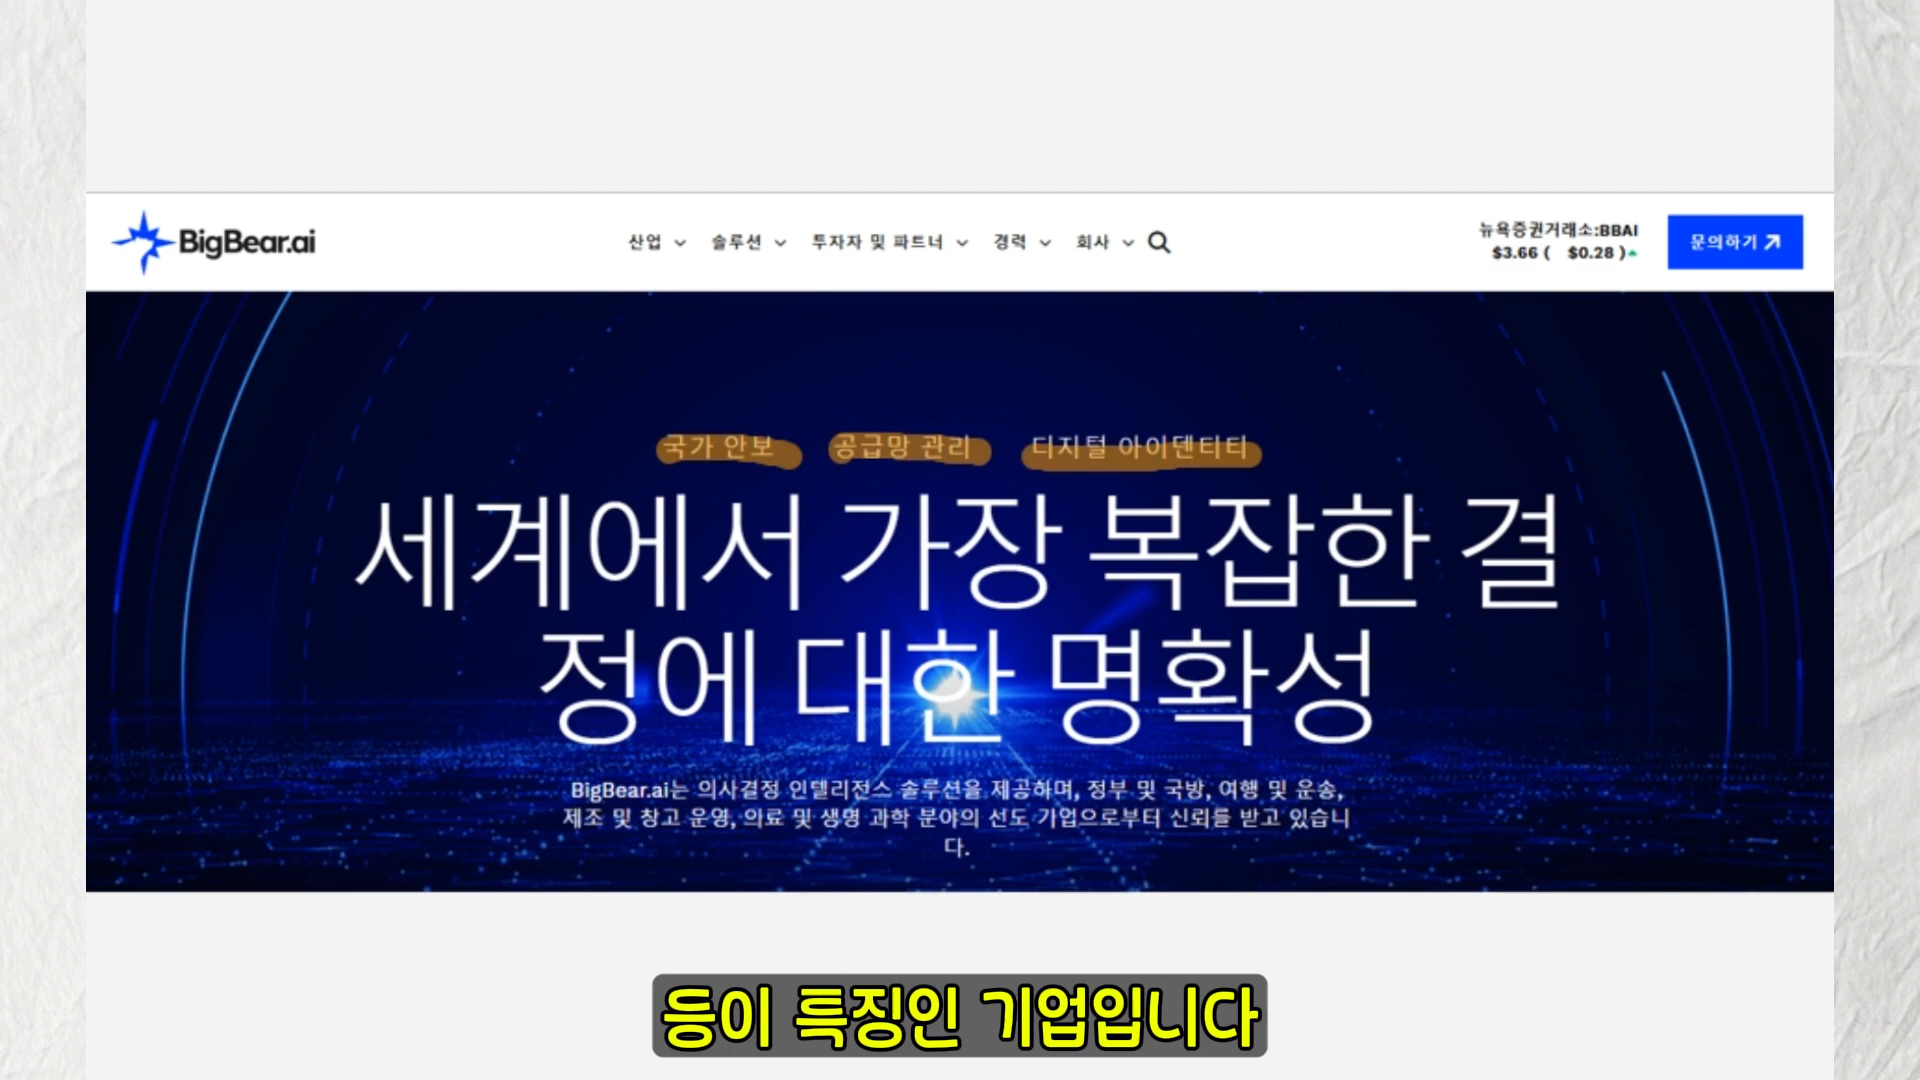 BigBear.ai
산업 솔루션 투자자 및 파트너 경력 회사
뉴욕증권거래소:BBAI
$3.66 ( $0.28 )
문의하기
국가 안보 공급망 관리 디지털 아이덴티티
세계에서 가장 복잡한 결
정에 대한 명확성
BigBear.ai는 의사결정 인텔리전스 솔루션을 제공하며, 정부 및 국방, 여행 및 운송,
제조 및 창고 운영, 의료 및 생명 과학 분야의 선도 기업으로부터 신뢰를 받고 있습니
다.
등이 특징인 기업입니다